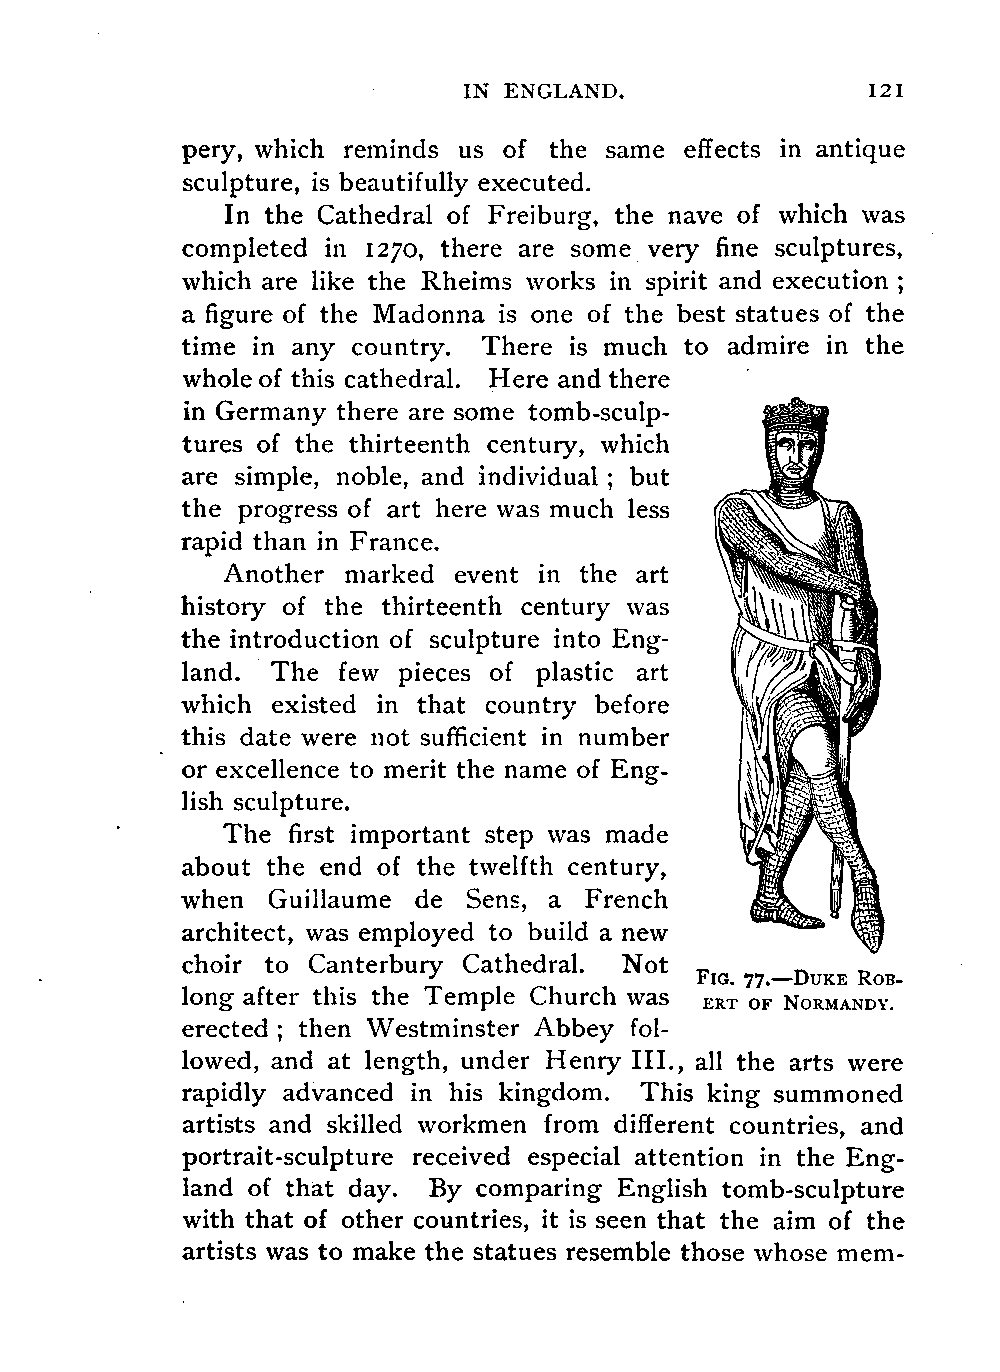 IN ENGLAND. 121
pery, which reminds us of the same effects in antique
sculpture, is beautifully executed.
In the Cathedral of Freiburg, the nave of which was
completed in 1270, there are some very fine sculptures,
which are like the Rheims works in spirit and execution ;
a figure of the Madonna is one of the best statues of the
time in any country. There is much to admire in the
whole of this cathedral. Here and there
in Germany there are some tomb-sculp-
tures of the thirteenth century, which
are simple, noble, and individual ; but
the progress of art here was much less
rapid than in France.
Another marked event in the art
history of the thirteenth century was
the introduction of sculpture into Eng-
land. The few pieces of plastic art
which existed in that country before
this date were not sufficient in number
or excellence to merit the name of Eng-
lish sculpture.
The first important step was made
about the end of the twelfth century,
when Guillaume de Sens, a French
architect, was employed to build a new
choir to Canterbury Cathedral. Not
long after this the Temple Church was
erected ; then Westminster Abbey fol-
lowed, and at length, under Henry III., all the arts were
rapidly advanced in his kingdom. This king summoned
artists and skilled workmen from different countries, and
portrait-sculpture received especial attention in the Eng-
land of that day. By comparing English tomb-sculpture
with that of other countries, it is seen that the aim of the
artists was to make the statues resemble those whose mem-
FIG. 77.—DUKE ROB-
ERT OF NORMANDY.